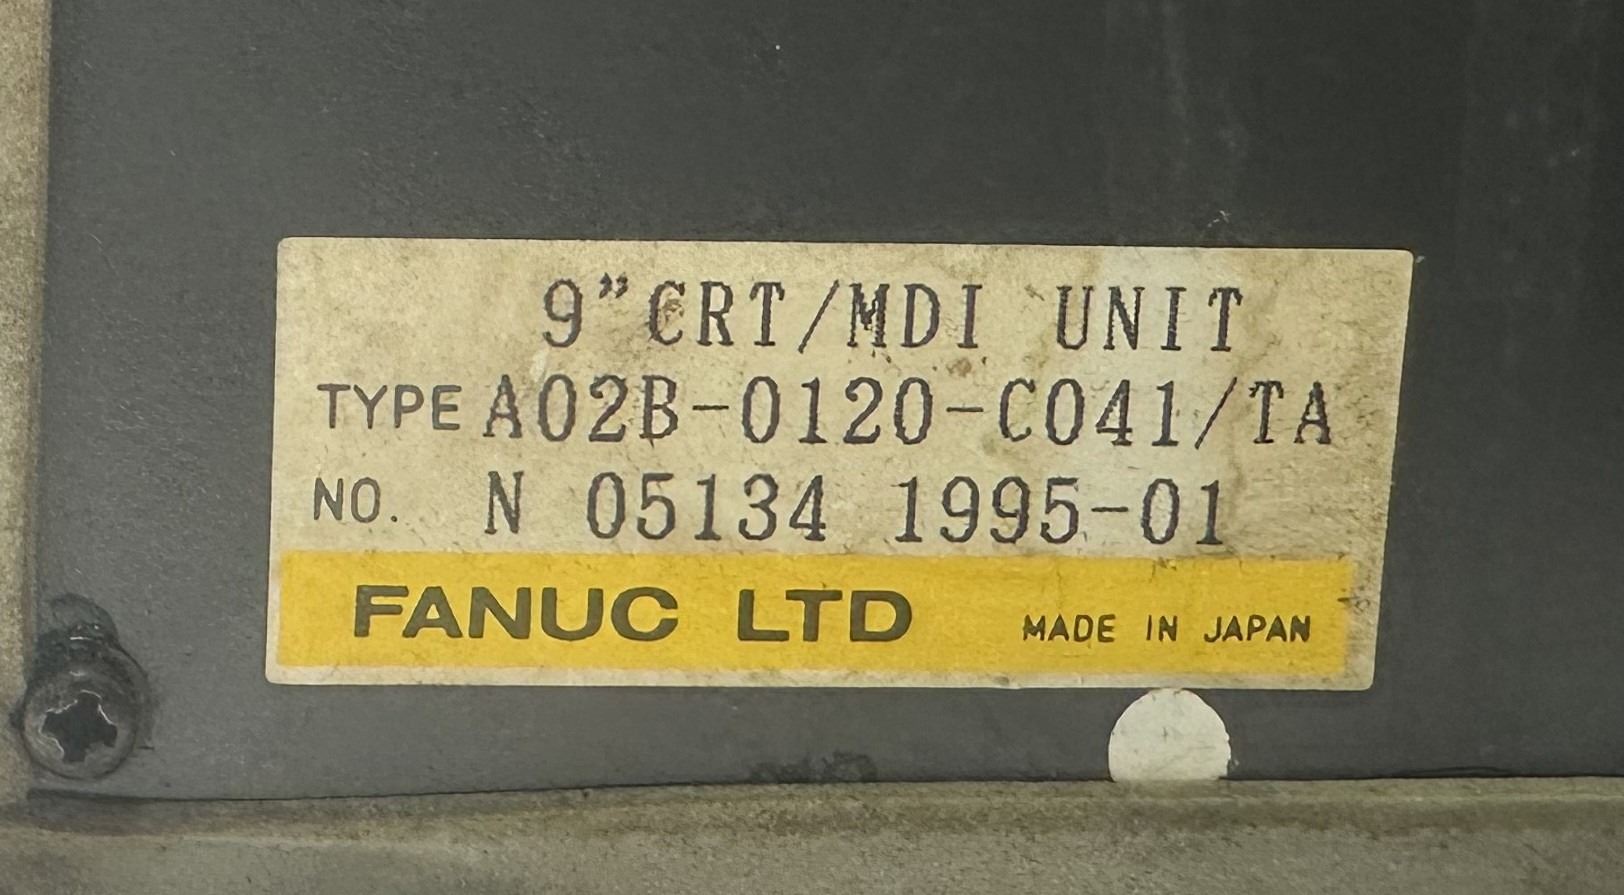 9”CRT/MDI UNIT
TYPE A02B-0120-C041/TA
NO. N 05134 1995-01
FANUC LTD MADE IN JAPAN